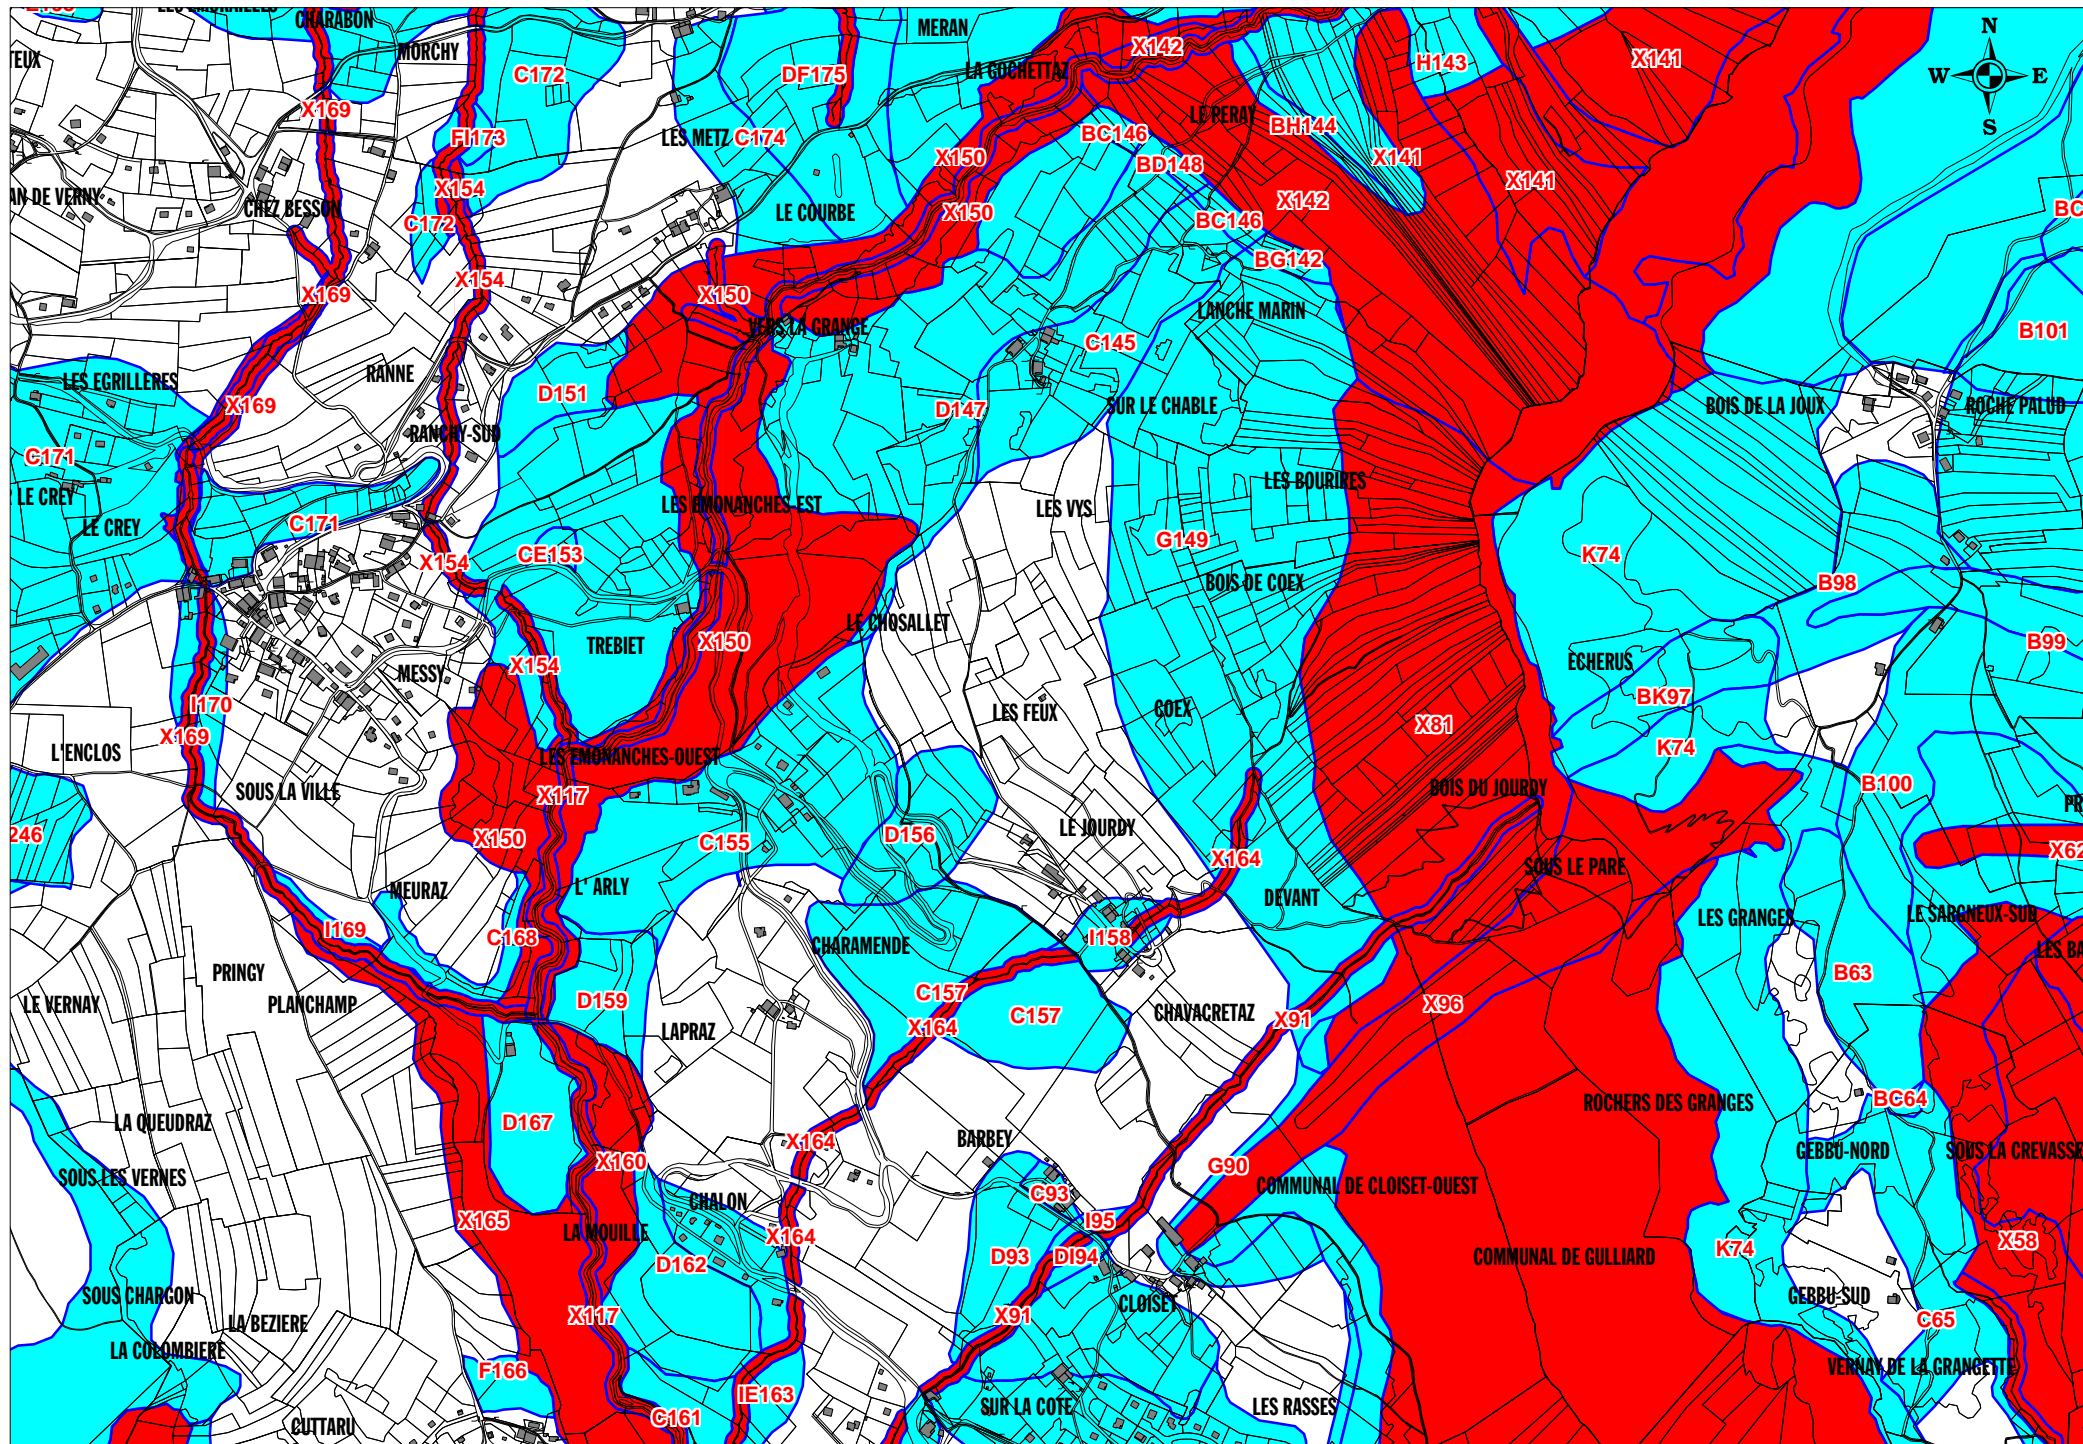 CHARABON
MERAN
N
MORCHY
X142
C172
DF175
LA GOCHETTAZ
H143
X141
W
E
TEUX
X169
LE PERAY
S
FI173
LES METZ
C174
BC146
BH144
X150
BD148
X141
X154
X141
AN DE VERNY
CHEZ BESSON
C172
LE COURBE
X150
BC146
X142
BC
BG142
X154
X169
X150
LANCHE MARIN
VERS LA GRANGE
C145
B101
RANNE
LES EGRILLERES
D151
X169
D147
SUR LE CHABLE
BOIS DE LA JOUX
ROCHE PALUD
RANCHY-SUD
C171
LES BOURIRES
R LE CREY
LE CREY
C171
LES EMONANCHES-EST
LES VYS
G149
X154
CE153
K74
BOIS DE COEX
B98
LE CHOSALLET
TREBIET
X150
B99
MESSY
X154
ECHERUS
I170
BK97
LES FEUX
COEX
X81
X169
L'ENCLOS
LES EMONANCHES-OUEST
K74
SOUS LA VILLE
X117
BOIS DU JOURDY
B100
PR
246
X150
C155
D156
LE JOURDY
X62
X164
SOUS LE PARE
MEURAZ
L' ARLY
DEVANT
LES GRANGES
LE SARGNEUX-SUD
I169
C168
CHARAMENDE
I158
LES BA
PRINGY
B63
LE VERNAY
PLANCHAMP
D159
C157
C157
X96
LAPRAZ
X164
CHAVACRETAZ
X91
ROCHERS DES GRANGES
BC64
LA QUEUDRAZ
D167
BARBEY
X164
GEBBU-NORD
SOUS LA CREVASSE
SOUS LES VERNES
X160
G90
COMMUNAL DE CLOISET-OUEST
CHALON
C93
X165
LA MOUILLE
X164
I95
D162
D93
DI94
COMMUNAL DE GULLIARD
K74
X58
SOUS CHARGON
CLOISET
GEBBU-SUD
LA BEZIERE
X117
X91
C65
LA COLOMBIERE
VERNAY DE LA GRANGETTE
F166
IE163
CUTTARU
C161
SUR LA COTE
LES RASSES